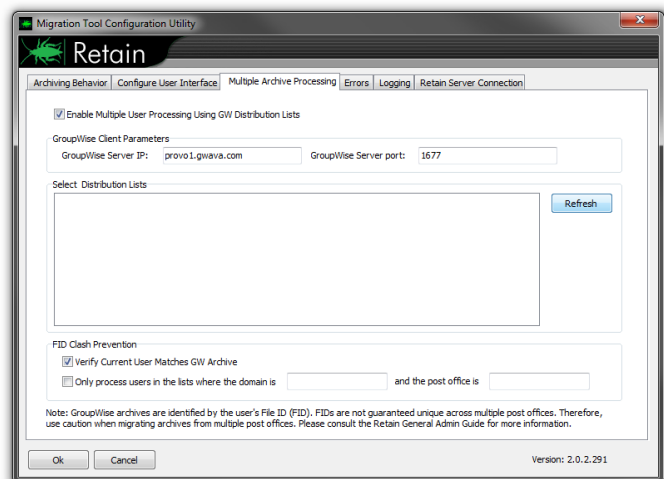 Migration Tool Configuration Utility
Retain
Archiving Behavior Configure User Interface Multiple Archive Processing Errors Logging Retain Server Connection
Enable Multiple User Processing Using GW Distribution Lists
GroupWise Client Parameters
GroupWise Server IP: provo1.gwava.com GroupWise Server port: 1677
Select Distribution Lists
Refresh
FID Clash Prevention
Verify Current User Matches GW Archive
Only process users in the lists where the domain is and the post office is
Note: GroupWise archives are identified by the user's File ID (FID). FIDs are not guaranteed unique across multiple post offices. Therefore,
use caution when migrating archives from multiple post offices. Please consult the Retain General Admin Guide for more information.
Ok Cancel Version: 2.0.2.291